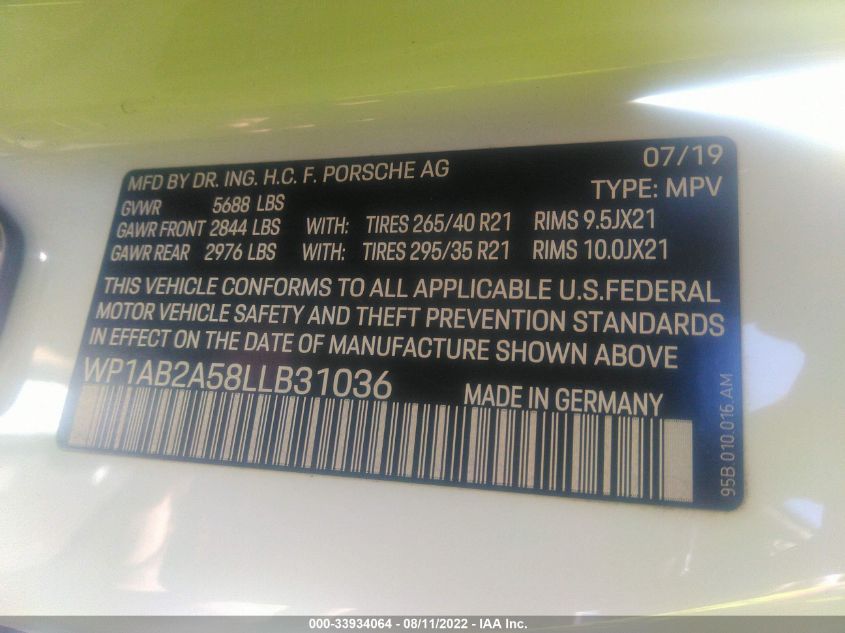 MFD BY DR. ING. H.C. F. PORSCHE AG 07/19
GVWR 5688 LBS TYPE: MPV
GAWR FRONT 2844 LBS WITH: TIRES 265/40 R21 RIMS 9.5JX21
GAWR REAR 2976 LBS WITH: TIRES 295/35 R21 RIMS 10.0JX21
THIS VEHICLE CONFORMS TO ALL APPLICABLE U.S.FEDERAL
MOTOR VEHICLE SAFETY AND THEFT PREVENTION STANDARDS
IN EFFECT ON THE DATE OF MANUFACTURE SHOWN ABOVE
WP1AB2A58LLB31036 MADE IN GERMANY
95B.010.016.AM
000-33934064 - 08/11/2022 - IAA Inc.